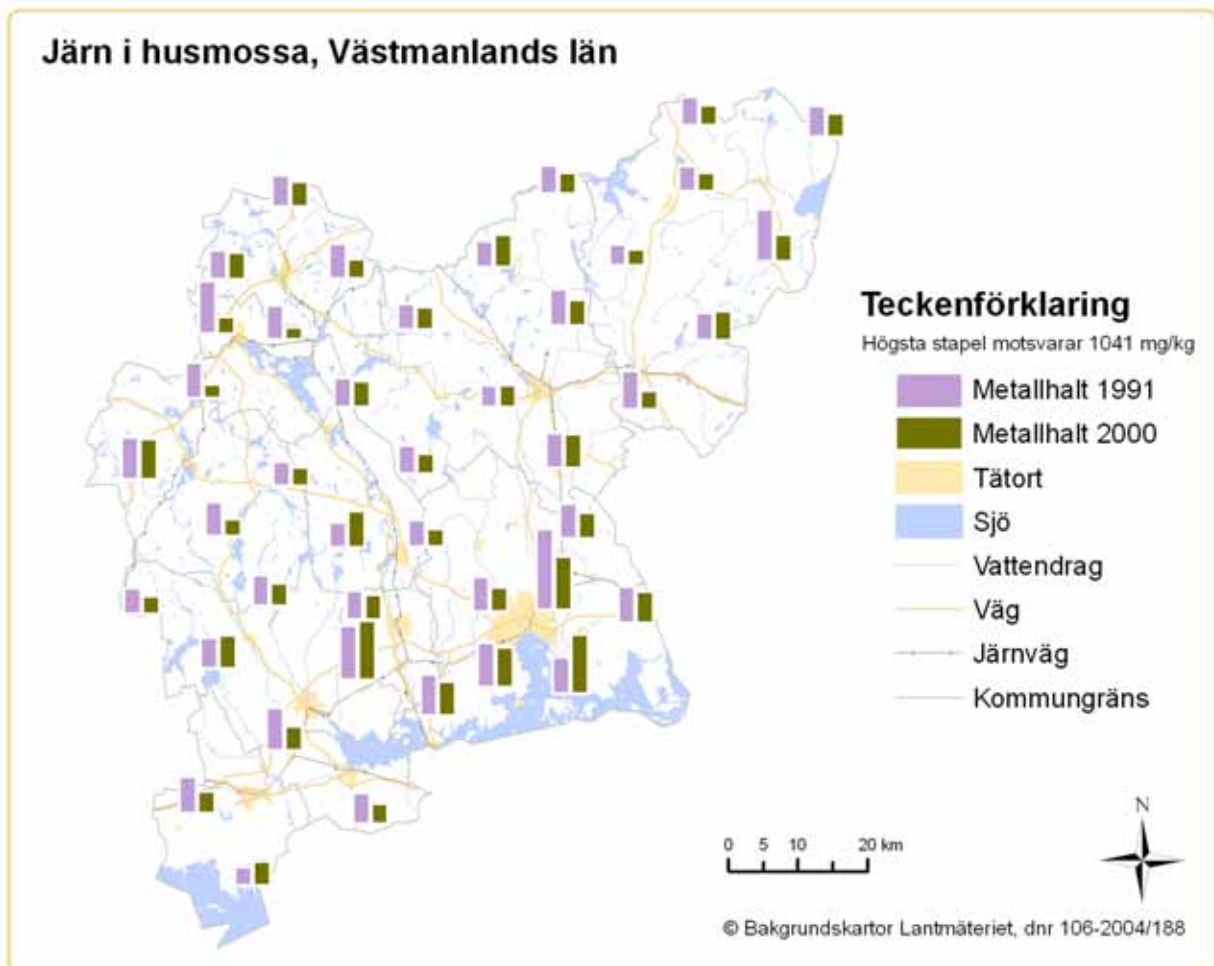 Järn i husmossa, Västmanlands län
Teckenförklaring
Högsta stapel motsvarar 1041 mg/kg
Metallhalt 1991
Metallhalt 2000
Tätort
Sjö
Vattendrag
Väg
Järnväg
Kommungräns
N
0 5 10 20 km
© Bakgrundskartor Lantmäteriet, dnr 106-2004/188